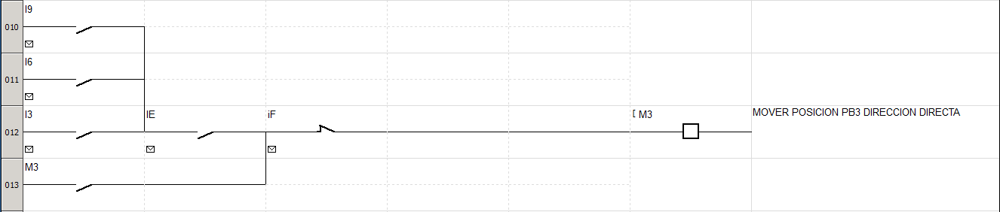 I9
010
I6
011
I3 IE iF [ M3 MOVER POSICION PB3 DIRECCION DIRECTA
012
M3
013